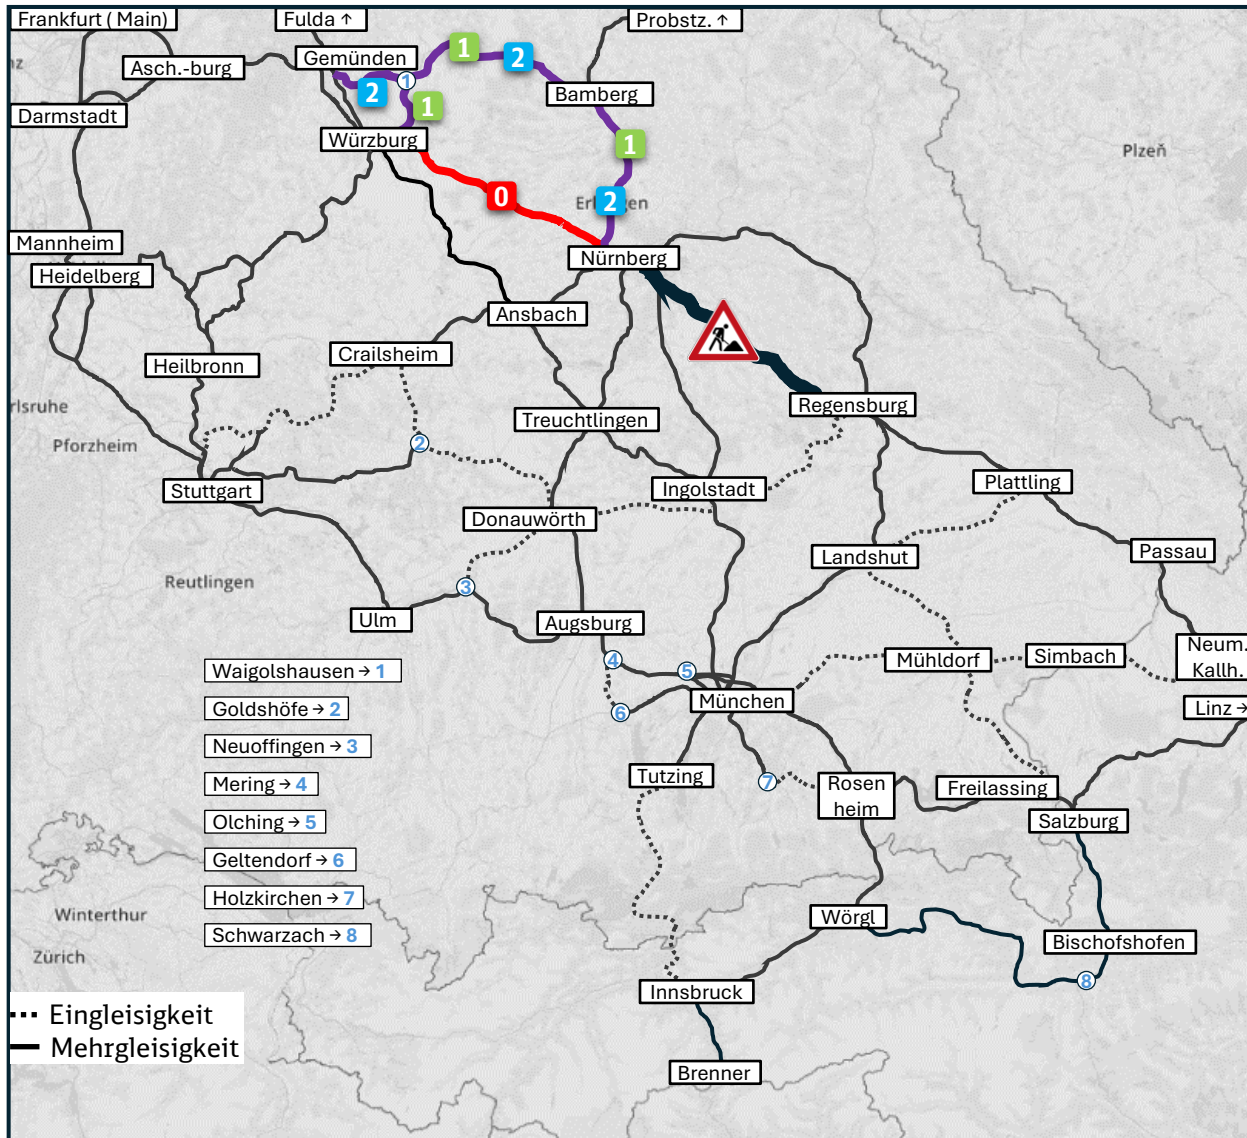 Frankfurt ( Main)
Fulda ↑
Probstz. ↑
Gemünden
Asch.-burg
1
2
1
2
Bamberg
1
Darmstadt
Würzburg
1
Plzeň
0
2
Mannheim
Nürnberg
Heidelberg
Ansbach
Crailsheim
Heilbronn
Regensburg
Treuchtlingen
Pforzheim
2
Plattling
Stuttgart
Ingolstadt
Donauwörth
Landshut
Passau
Reutlingen
3
Ulm
Augsburg
Neum.
Kallh.
Mühldorf
Simbach
4
5
Waigolshausen → 1
München
Linz →
Goldshöfe → 2
6
Neuoffingen → 3
Tutzing
7
Rosen
heim
Freilassing
Mering → 4
Salzburg
Olching → 5
Geltendorf → 6
Holzkirchen → 7
Winterthur
Wörgl
Schwarzach → 8
Bischofshofen
Zürich
8
Innsbruck
Eingleisigkeit
Mehrgleisigkeit
Brenner